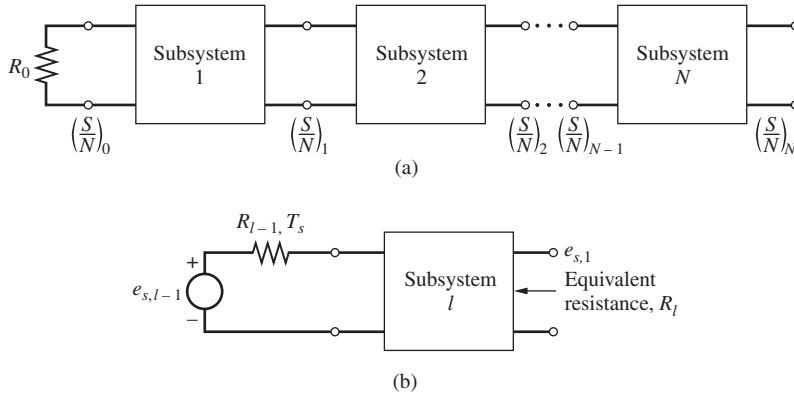 R₀
Subsystem
1
Subsystem
2
Subsystem
N
(S/N)₀
(S/N)₁
(S/N)₂
(S/N)N−1
(S/N)N
(a)
Rl−1, Ts
+
es,l−1
−
Subsystem
l
es,1
Equivalent
resistance, Rl
(b)